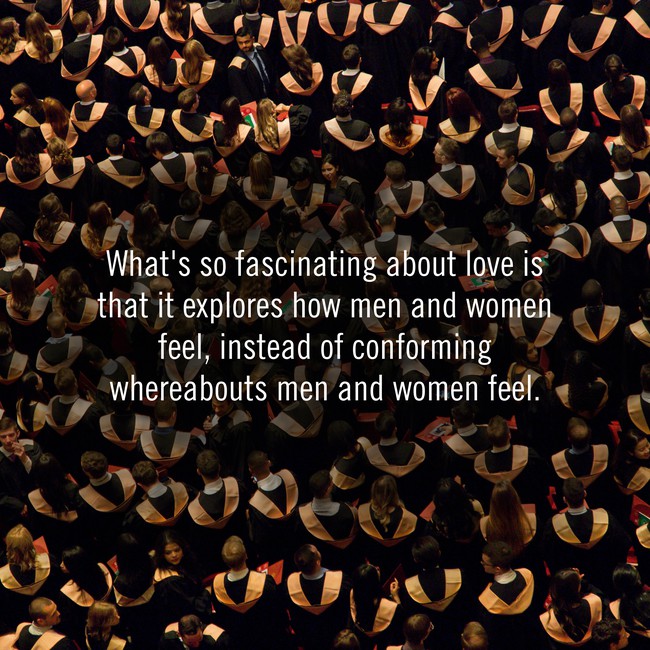 What's so fascinating about love is
that it explores how men and women
feel, instead of conforming
whereabouts men and women feel.